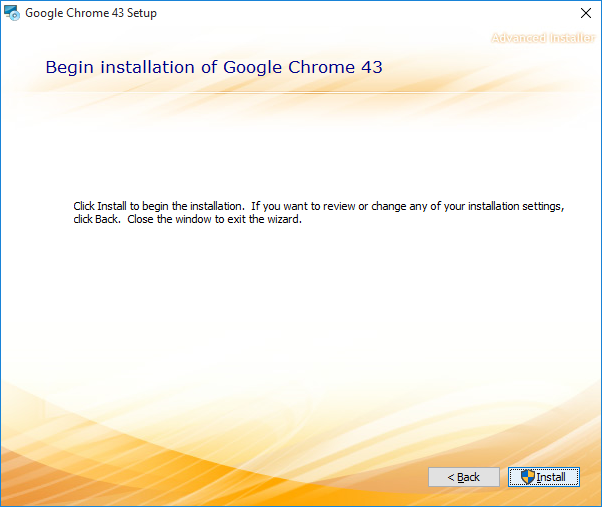 Google Chrome 43 Setup
Advanced Installer
Begin installation of Google Chrome 43
Click Install to begin the installation.  If you want to review or change any of your installation settings,
click Back.  Close the window to exit the wizard.
< Back
Install